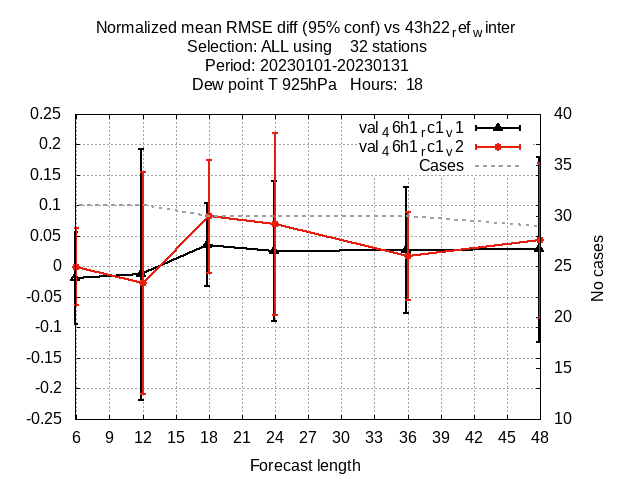 Normalized mean RMSE diff (95% conf) vs 43h22ref winter
Selection: ALL using 32 stations
Period: 20230101-20230131
Dew point T 925hPa Hours: 18
val46h1rc1v1
val46h1rc1v2
Cases
0.25
0.2
0.15
0.1
0.05
0
-0.05
-0.1
-0.15
-0.2
-0.25
40
35
30
25
20
15
10
No cases
6 9 12 15 18 21 24 27 30 33 36 39 42 45 48
Forecast length